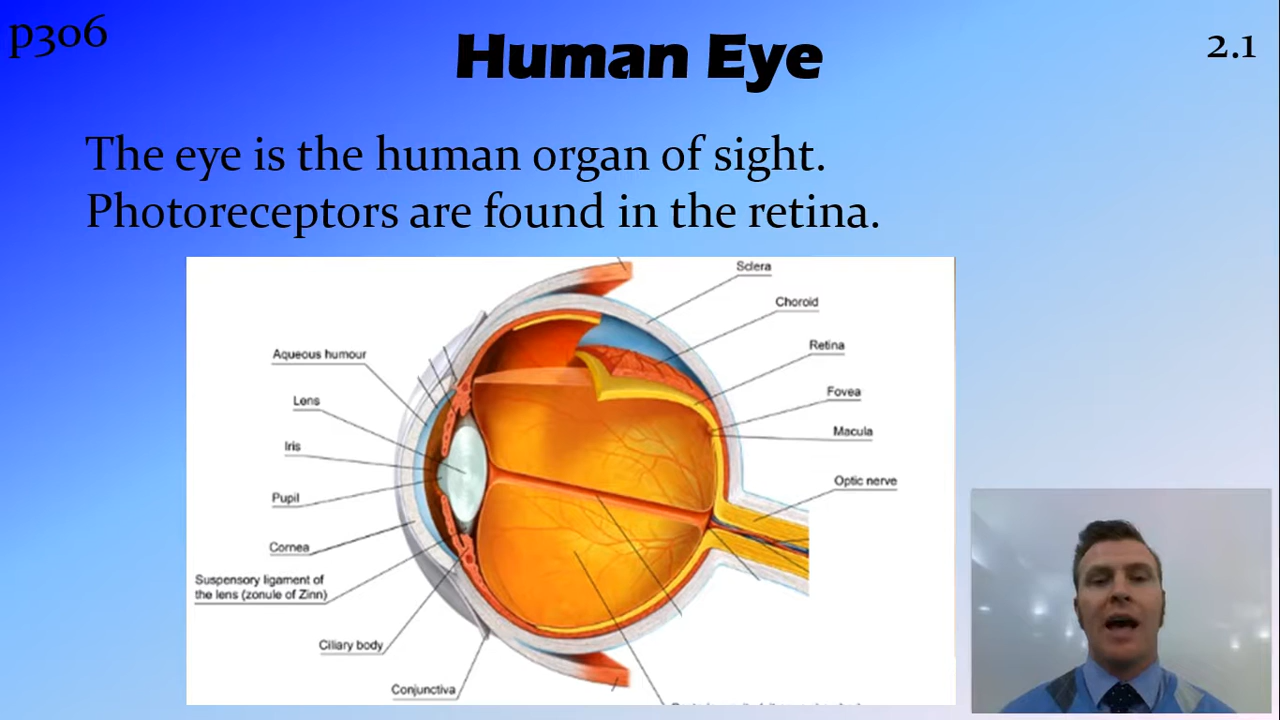 p306
Human Eye
2.1
The eye is the human organ of sight.
Photoreceptors are found in the retina.
Sclera
Choroid
Aqueous humour
Retina
Lens
Fovea
Macula
Iris
Optic nerve
Pupil
Cornea
Suspensory ligament of
the lens (zonule of Zinn)
Ciliary body
Conjunctiva